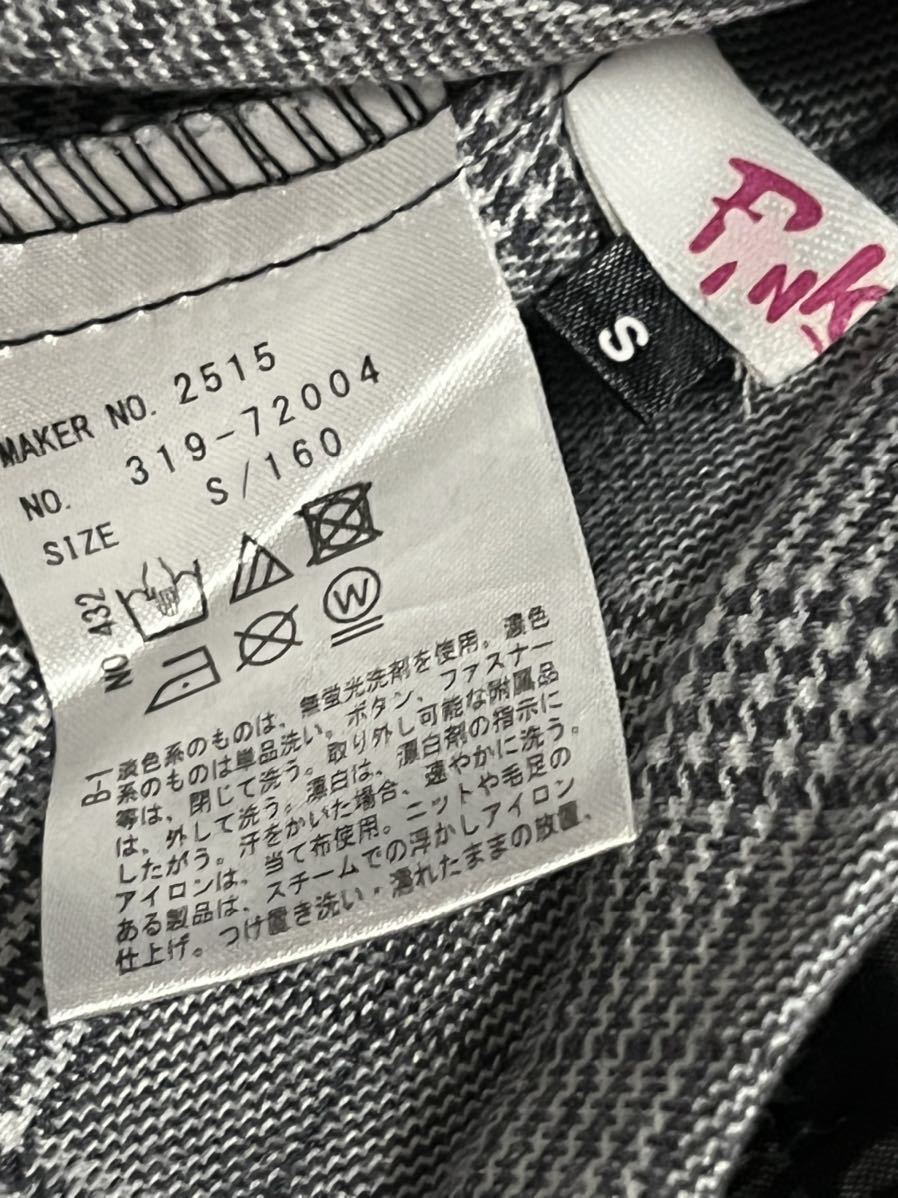 MAKER NO. 2515
NO. 319-72004
SIZE S/160
NO 432
W
B-1 淡色系のものは、無蛍光洗剤を使用。濃色
系のものは単品洗い。ボタン、ファスナー
等は、閉じて洗う。取り外し可能な附属品
は、外して洗う。漂白は、漂白剤の指示に
したがう。汗をかいた場合、速やかに洗う。
アイロンは、当て布使用。ニットや毛足の
ある製品は、スチームでの浮かしアイロン
仕上げ。つけ置き洗い・濡れたままの放置、
S